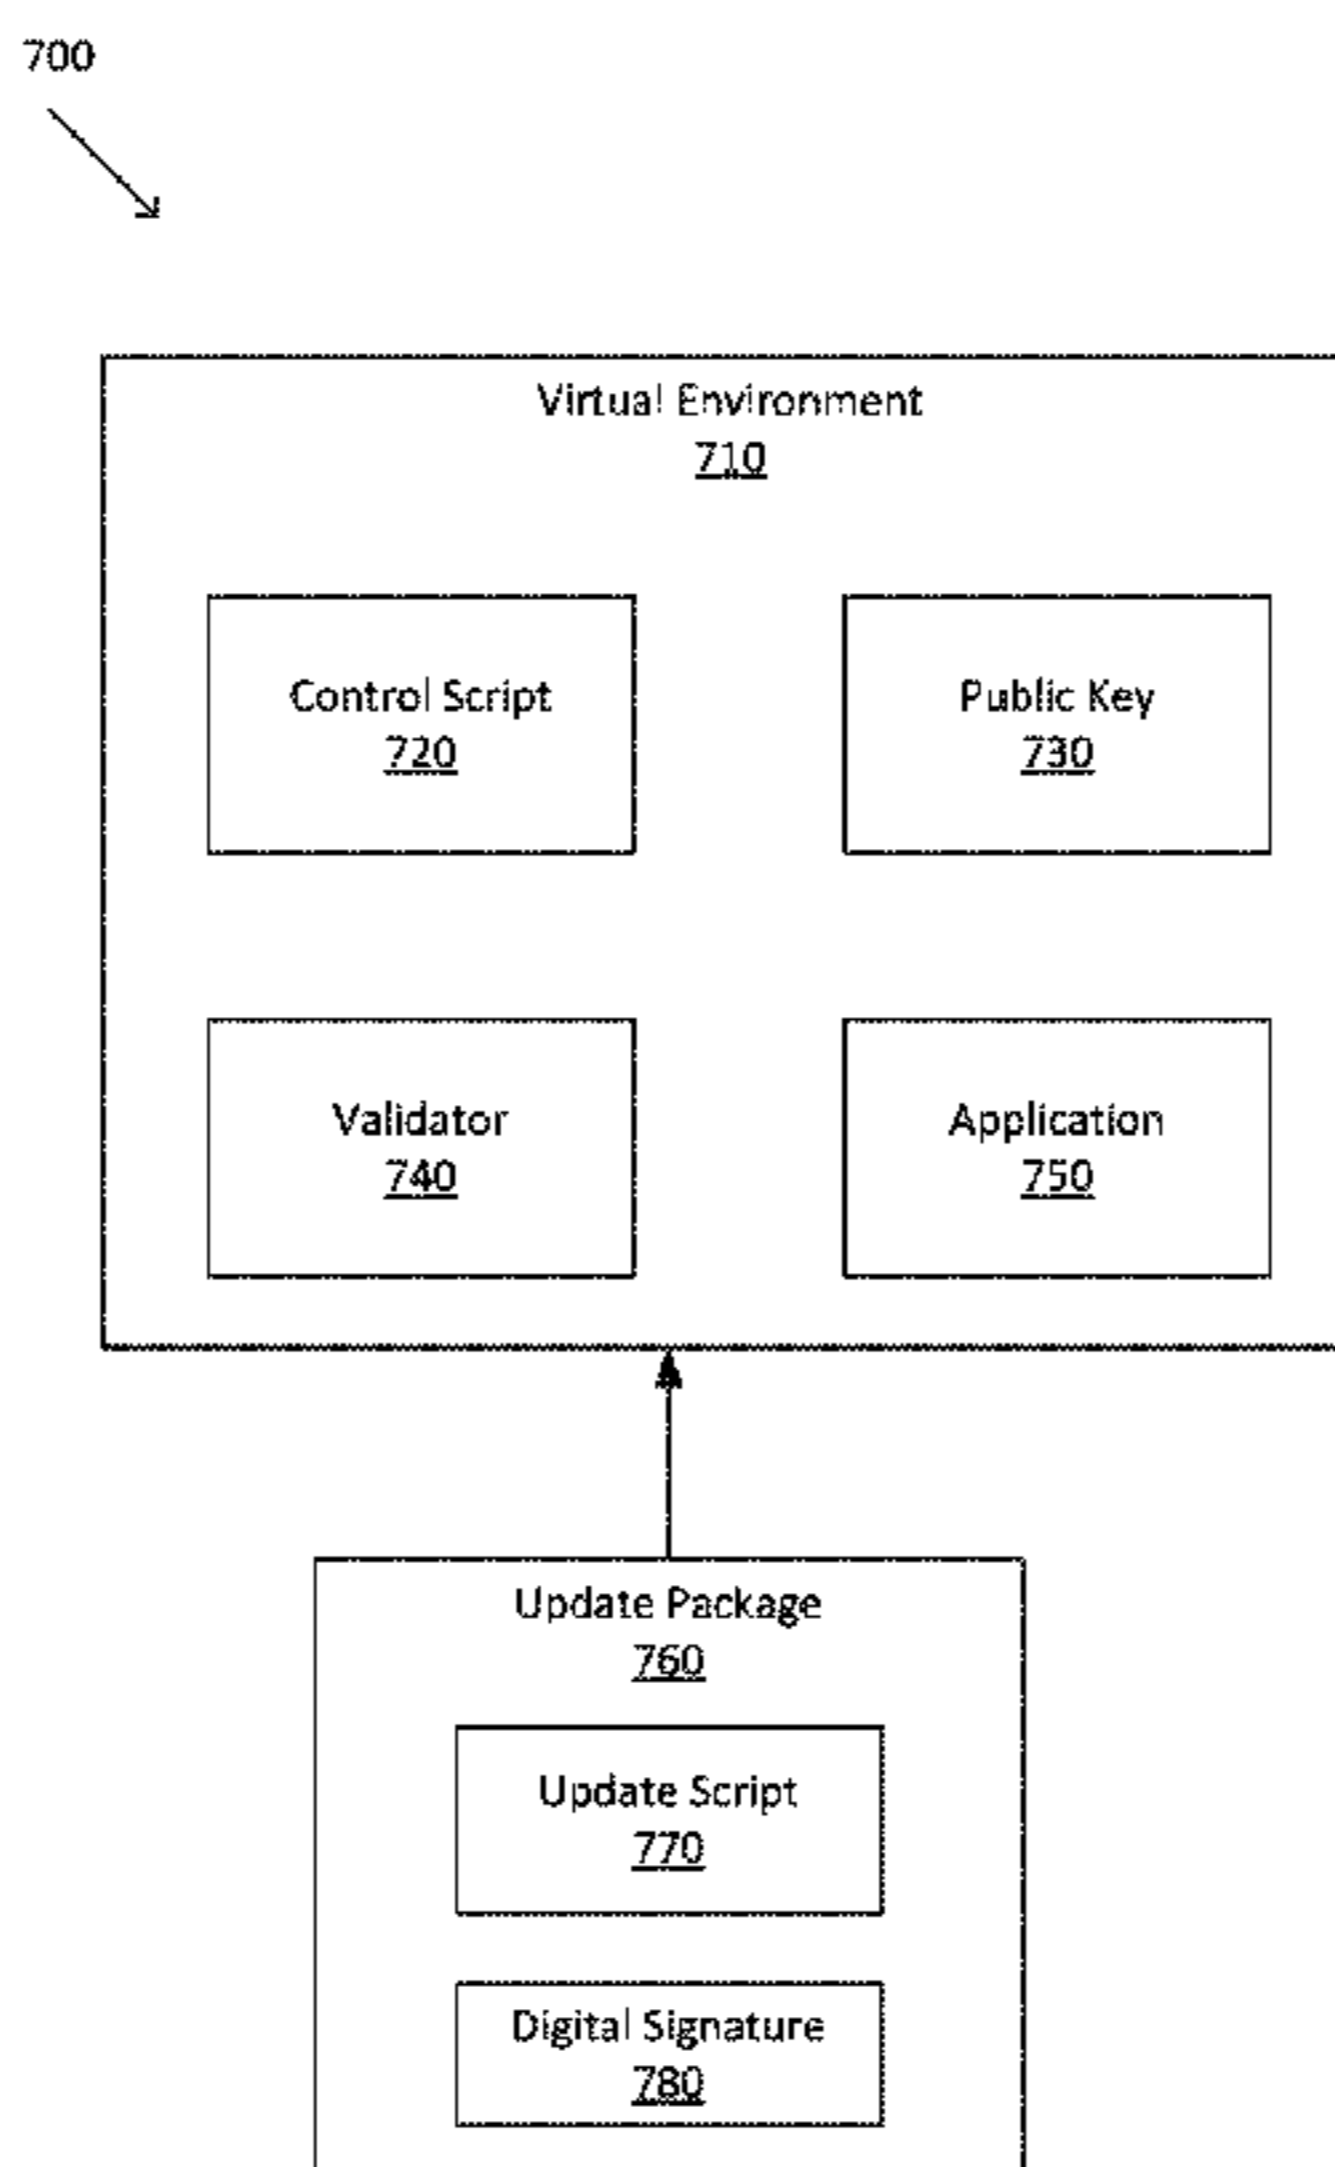 700
Virtual Environment
710
Control Script
720
Public Key
730
Validator
740
Application
750
Update Package
760
Update Script
770
Digital Signature
780